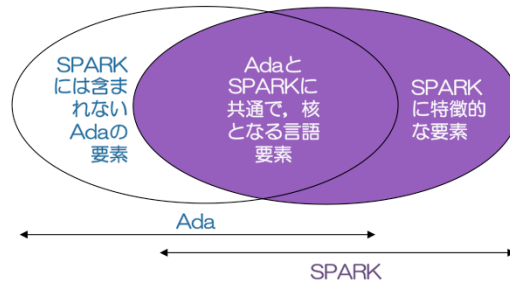 SPARK
には含ま
れない
Adaの
要素
Adaと
SPARKに
共通で，核
となる言語
要素
SPARK
に特徴的
な要素
Ada
SPARK